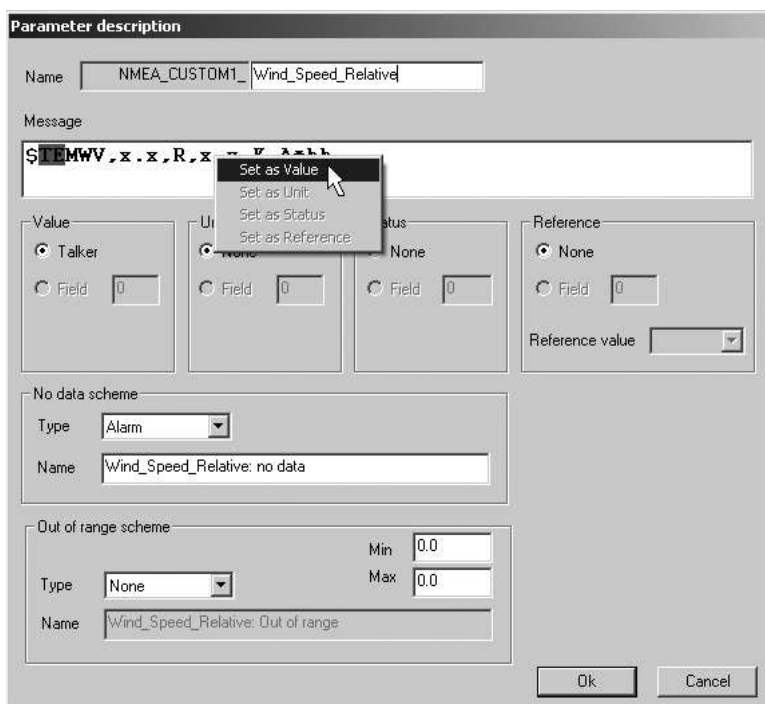 Parameter description
Name NMEA_CUSTOM1_ Wind_Speed_Relative
Message
$TEMWV,x.x,R,x
Set as Value
Set as Unit
Set as Status
Set as Reference
Value
Talker
Field 0
None
Field 0
None
Field 0
Reference
None
Field 0
Reference value
No data scheme
Type Alarm
Name Wind_Speed_Relative: no data
Out of range scheme
Min 0.0
Type None Max 0.0
Name Wind_Speed_Relative: Out of range
Ok Cancel